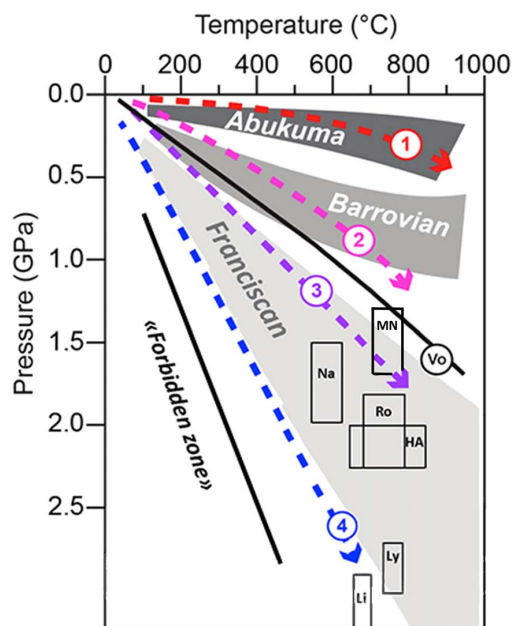 Temperature (°C)
0 200 400 600 800 1000
0.0
0.5
1.0
1.5
2.0
2.5
Pressure (GPa)
Abukuma
1
Barrovian
2
Franciscan
3
MN
Vo
Na
Ro
HA
«Forbidden zone»
4
Ly
Li